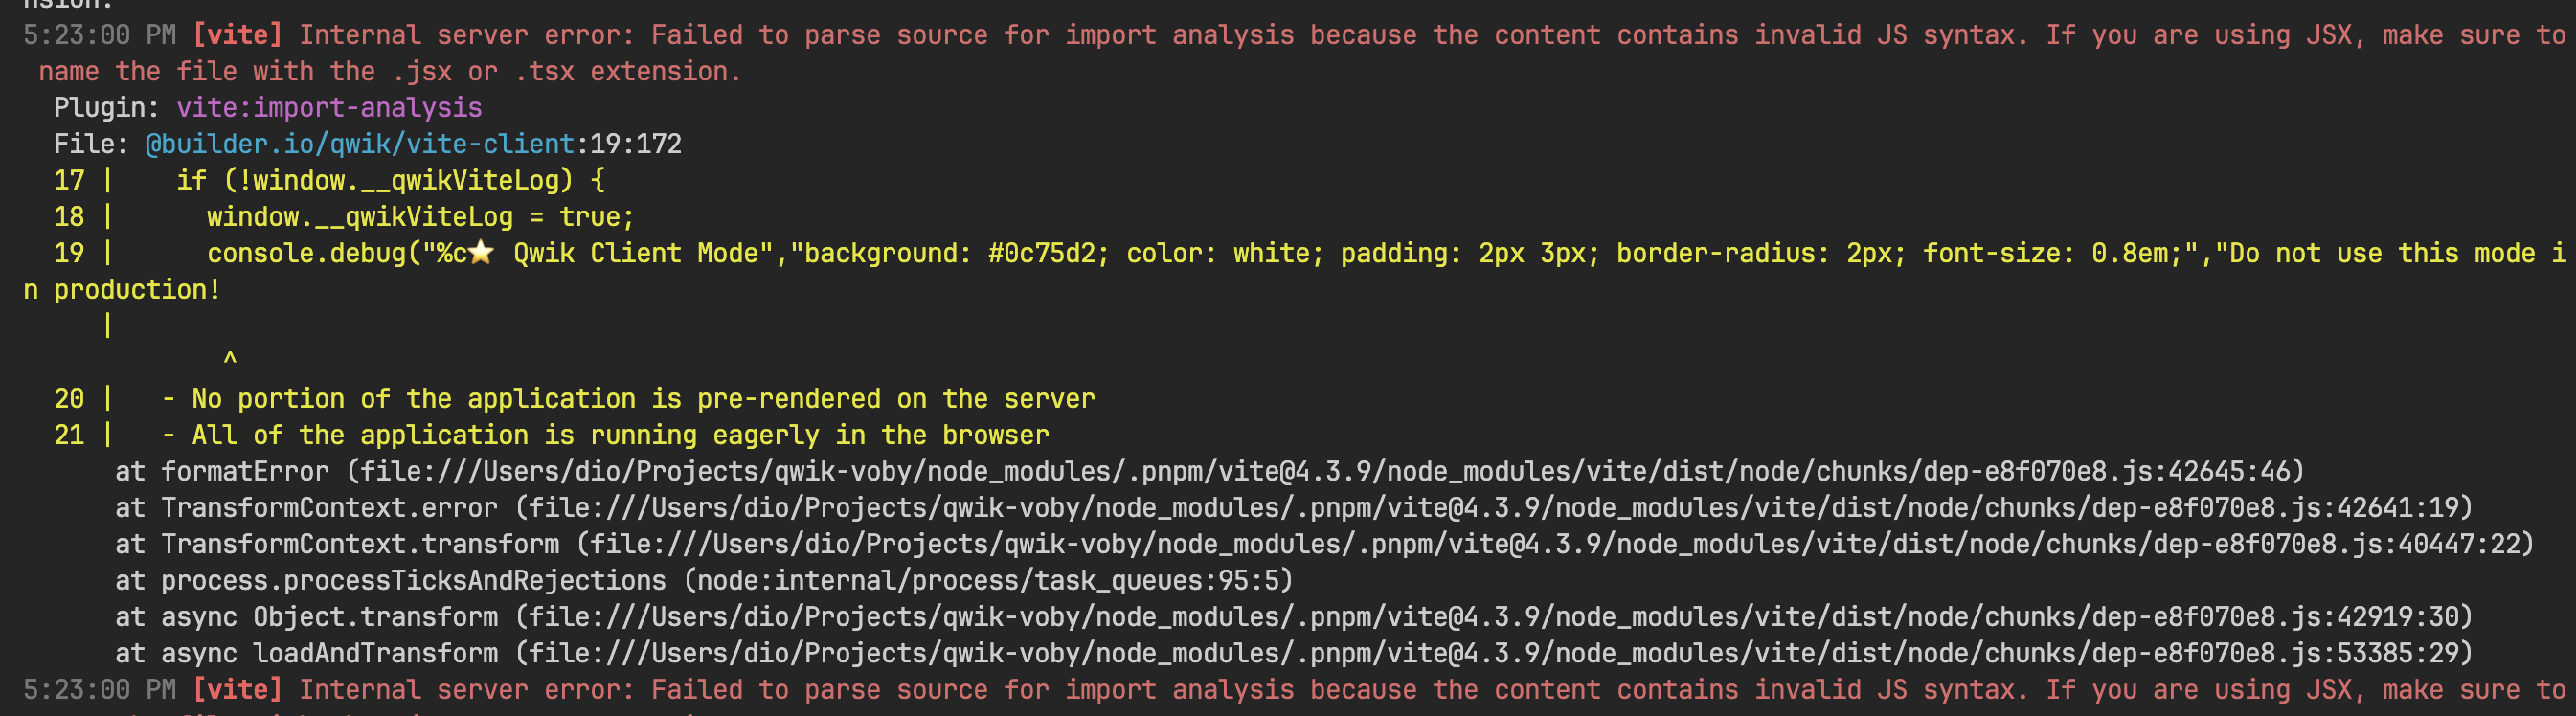 nsion.
5:23:00 PM [vite] Internal server error: Failed to parse source for import analysis because the content contains invalid JS syntax. If you are using JSX, make sure to
name the file with the .jsx or .tsx extension.
Plugin: vite:import-analysis
File: @builder.io/qwik/vite-client:19:172
17 |    if (!window.__qwikViteLog) {
18 |      window.__qwikViteLog = true;
19 |      console.debug("%c⭐ Qwik Client Mode","background: #0c75d2; color: white; padding: 2px 3px; border-radius: 2px; font-size: 0.8em;","Do not use this mode i
n production!
|
^
20 |   - No portion of the application is pre-rendered on the server
21 |   - All of the application is running eagerly in the browser
at formatError (file:///Users/dio/Projects/qwik-voby/node_modules/.pnpm/vite@4.3.9/node_modules/vite/dist/node/chunks/dep-e8f070e8.js:42645:46)
at TransformContext.error (file:///Users/dio/Projects/qwik-voby/node_modules/.pnpm/vite@4.3.9/node_modules/vite/dist/node/chunks/dep-e8f070e8.js:42641:19)
at TransformContext.transform (file:///Users/dio/Projects/qwik-voby/node_modules/.pnpm/vite@4.3.9/node_modules/vite/dist/node/chunks/dep-e8f070e8.js:40447:22)
at process.processTicksAndRejections (node:internal/process/task_queues:95:5)
at async Object.transform (file:///Users/dio/Projects/qwik-voby/node_modules/.pnpm/vite@4.3.9/node_modules/vite/dist/node/chunks/dep-e8f070e8.js:42919:30)
at async loadAndTransform (file:///Users/dio/Projects/qwik-voby/node_modules/.pnpm/vite@4.3.9/node_modules/vite/dist/node/chunks/dep-e8f070e8.js:53385:29)
5:23:00 PM [vite] Internal server error: Failed to parse source for import analysis because the content contains invalid JS syntax. If you are using JSX, make sure to